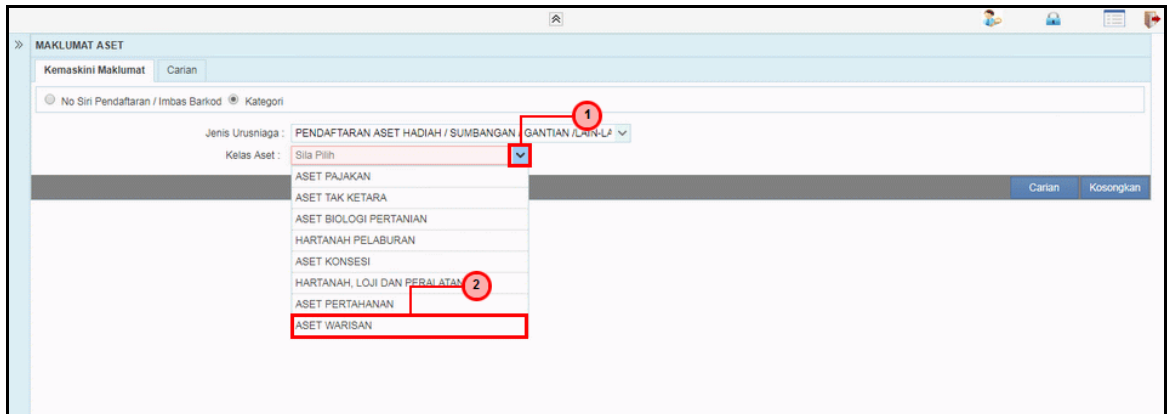 MAKLUMAT ASET
Kemaskini Maklumat Carian
No Siri Pendaftaran / Imbas Barkod Kategori
1
Jenis Urusniaga : PENDAFTARAN ASET HADIAH / SUMBANGAN / GANTIAN /LAIN-LA
Kelas Aset : Sila Pilih
ASET PAJAKAN
Carian Kosongkan
ASET TAK KETARA
ASET BIOLOGI PERTANIAN
HARTANAH PELABURAN
ASET KONSESI
HARTANAH, LOJI DAN PERALATAN
2
ASET PERTAHANAN
ASET WARISAN